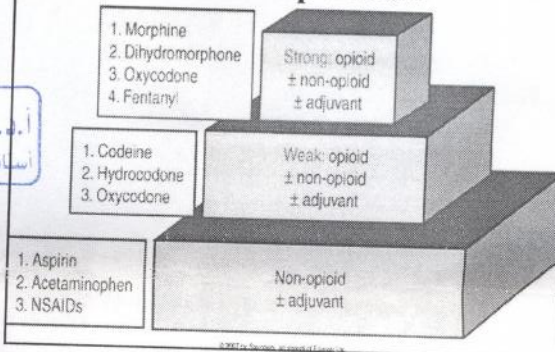 1. Morphine
2. Dihydromorphone
3. Oxycodone
4. Fentanyl
Strong: opioid
± non-opioid
± adjuvant
1. Codeine
2. Hydrocodone
3. Oxycodone
Weak: opioid
± non-opioid
± adjuvant
1. Aspirin
2. Acetaminophen
3. NSAIDs
Non-opioid
± adjuvant